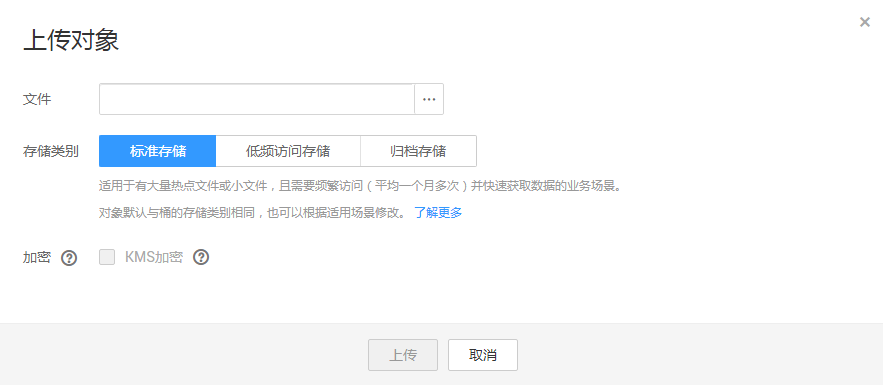 上传对象
文件
存储类别 标准存储 低频访问存储 归档存储
适用于有大量热点文件或小文件，且需要频繁访问（平均一个月多次）并快速获取数据的业务场景。
对象默认与桶的存储类别相同，也可以根据适用场景修改。 了解更多
加密 ? KMS加密 ?
上传 取消